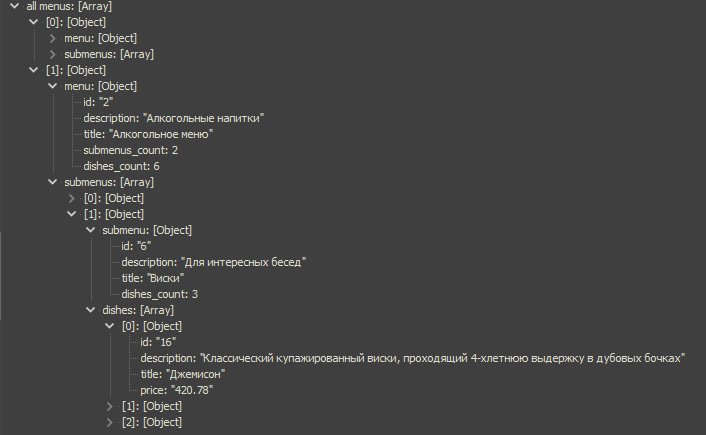 all menus: [Array]
[0]: [Object]
menu: [Object]
submenus: [Array]
[1]: [Object]
menu: [Object]
id: "2"
description: "Алкогольные напитки"
title: "Алкогольное меню"
submenus_count: 2
dishes_count: 6
submenus: [Array]
[0]: [Object]
[1]: [Object]
submenu: [Object]
id: "6"
description: "Для интересных бесед"
title: "Виски"
dishes_count: 3
dishes: [Array]
[0]: [Object]
id: "16"
description: "Классический купажированный виски, проходящий 4-хлетнюю выдержку в дубовых бочках"
title: "Джемисон"
price: "420.78"
[1]: [Object]
[2]: [Object]